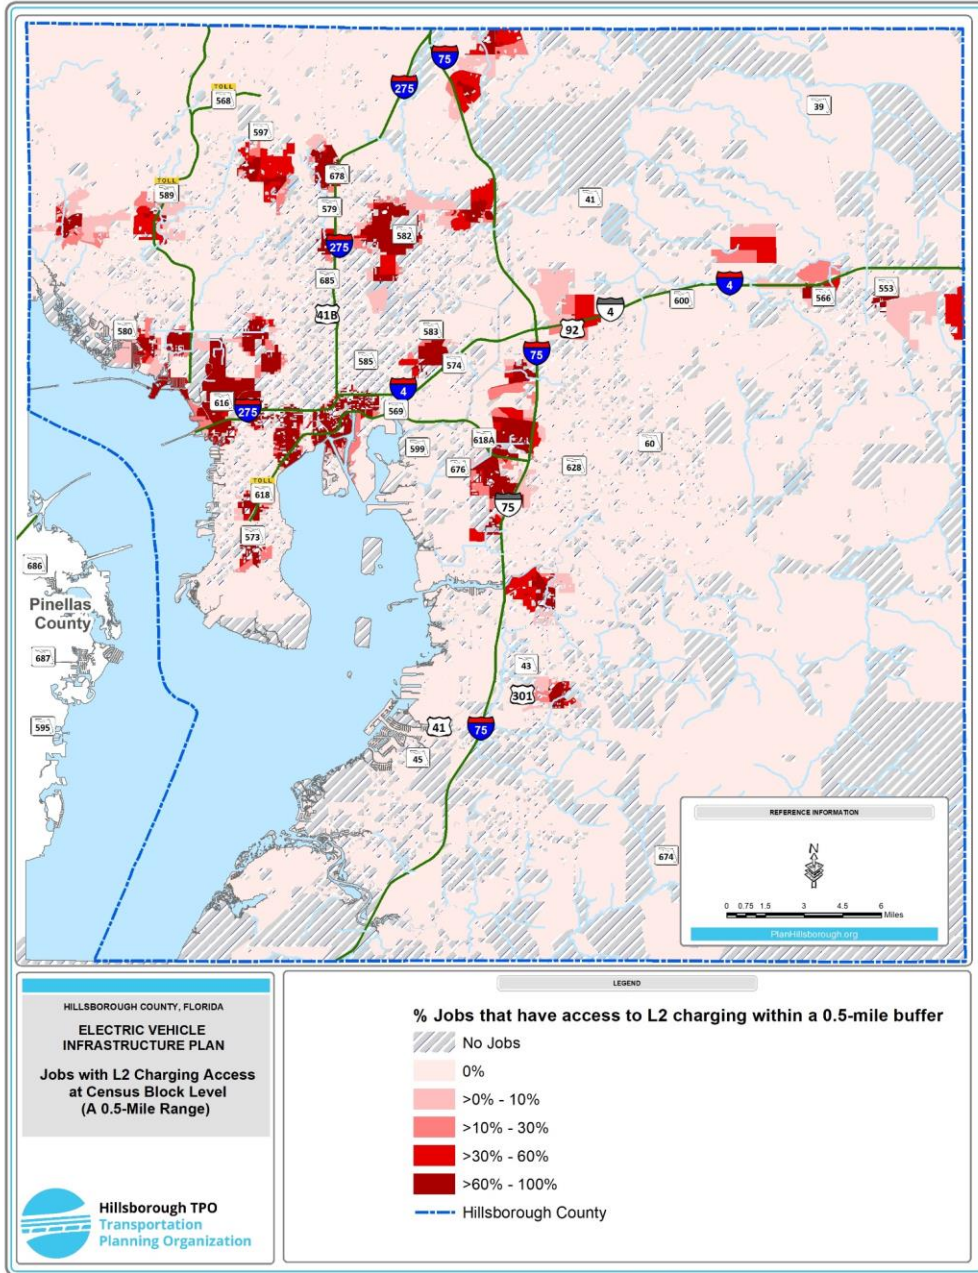 75
275
TOLL
568
39
597
678
TOLL
589
579
41
582
275
685
4
553
600
566
41B
4
92
580
583
75
585
574
4
616
275
569
60
618A
599
676
628
TOLL
618
75
573
686
Pinellas
County
687
43
301
595
41
75
45
674
REFERENCE INFORMATION
N
0 0.75 1.5 3 4.5 6
Miles
PlanHillsborough.org
HILLSBOROUGH COUNTY, FLORIDA
ELECTRIC VEHICLE
INFRASTRUCTURE PLAN
Jobs with L2 Charging Access
at Census Block Level
(A 0.5-Mile Range)
Hillsborough TPO
Transportation
Planning Organization
LEGEND
% Jobs that have access to L2 charging within a 0.5-mile buffer
No Jobs
0%
>0% - 10%
>10% - 30%
>30% - 60%
>60% - 100%
Hillsborough County